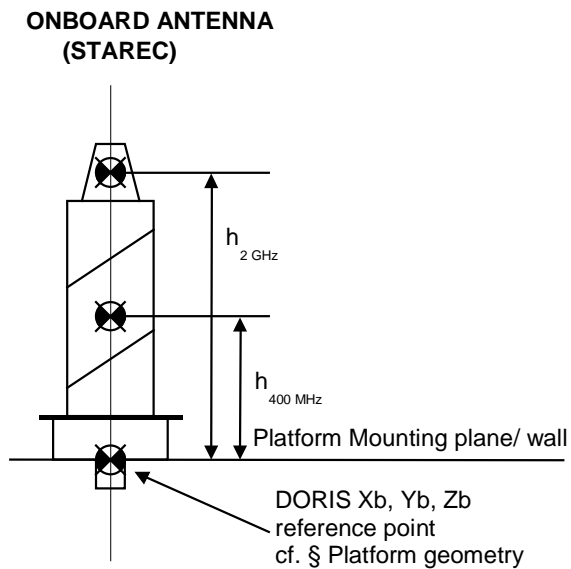 ONBOARD ANTENNA
(STAREC)
h 2 GHz
h 400 MHz
Platform Mounting plane/ wall
DORIS Xb, Yb, Zb
reference point
cf. § Platform geometry